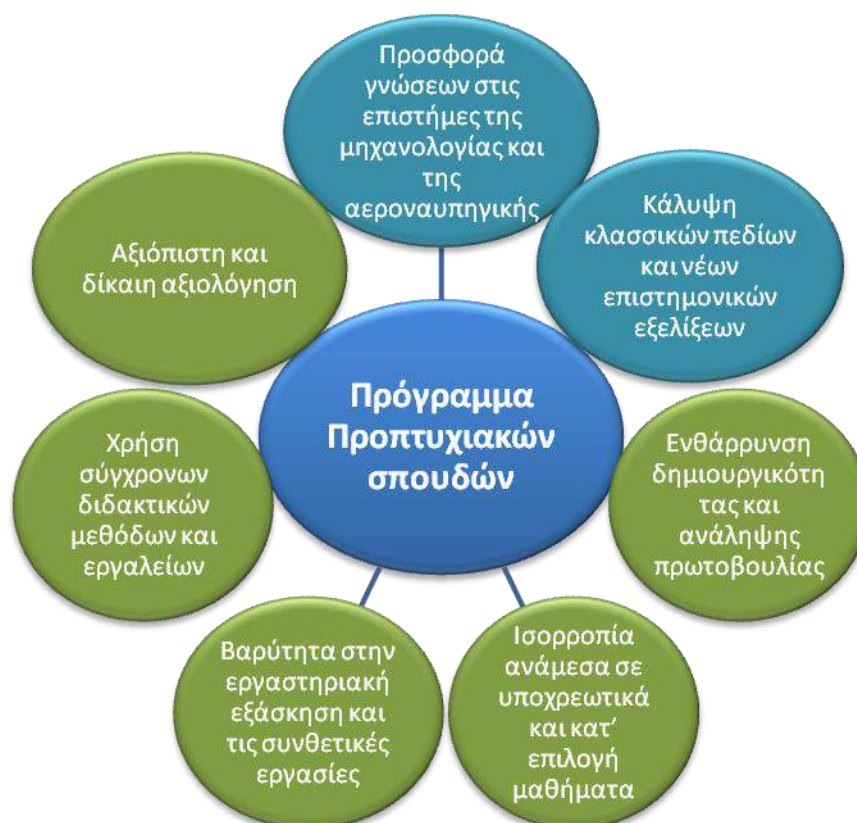 Προσφορά
γνώσεων στις
επιστήμες της
μηχανολογίας και
της
αεροναυπηγικής
Κάλυψη
κλασσικών πεδίων
και νέων
επιστημονικών
εξελίξεων
Ενθάρρυνση
δημιουργικότη
τας και
ανάληψης
πρωτοβουλίας
Ισορροπία
ανάμεσα σε
υποχρεωτικά
και κατ’
επιλογή
μαθήματα
Βαρύτητα στην
εργαστηριακή
εξάσκηση και
τις συνθετικές
εργασίες
Χρήση
σύγχρονων
διδακτικών
μεθόδων και
εργαλείων
Αξιόπιστη και
δίκαιη αξιολόγηση
Πρόγραμμα
Προπτυχιακών
σπουδών